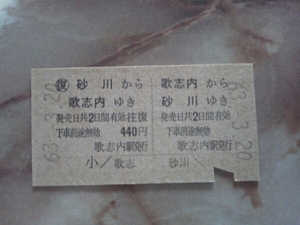 復 砂川から
歌志内ゆき
発売日共2日間有効往復
下車前途無効 440円
歌志内駅発行
小 歌志
63.3.20
歌志内から
砂川ゆき
発売日共2日間有効
下車前途無効
歌志内駅発行
砂川
63.3.20